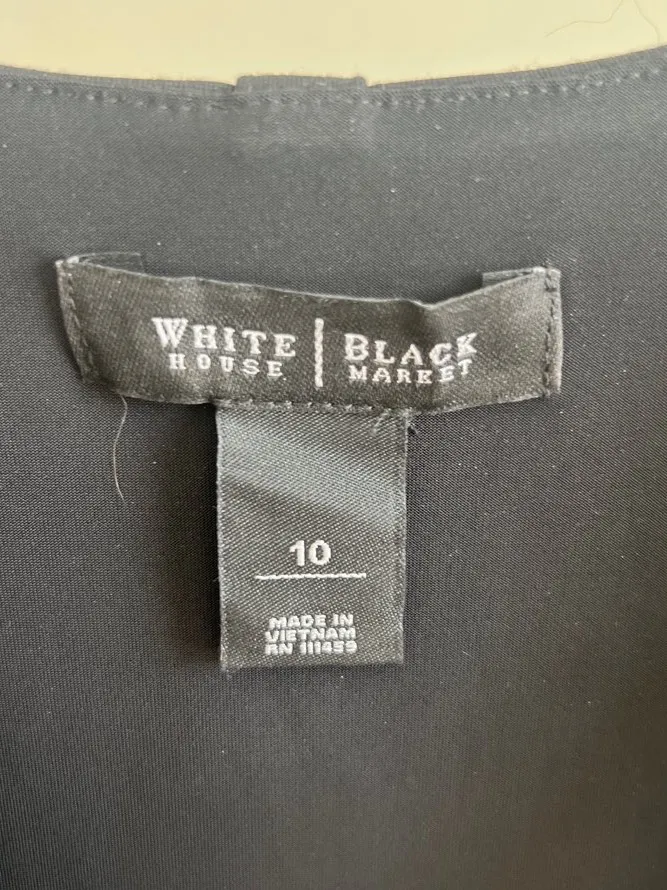 WHITE | BLACK
HOUSE | MARKET
10
MADE IN
VIETNAM
RN 111459